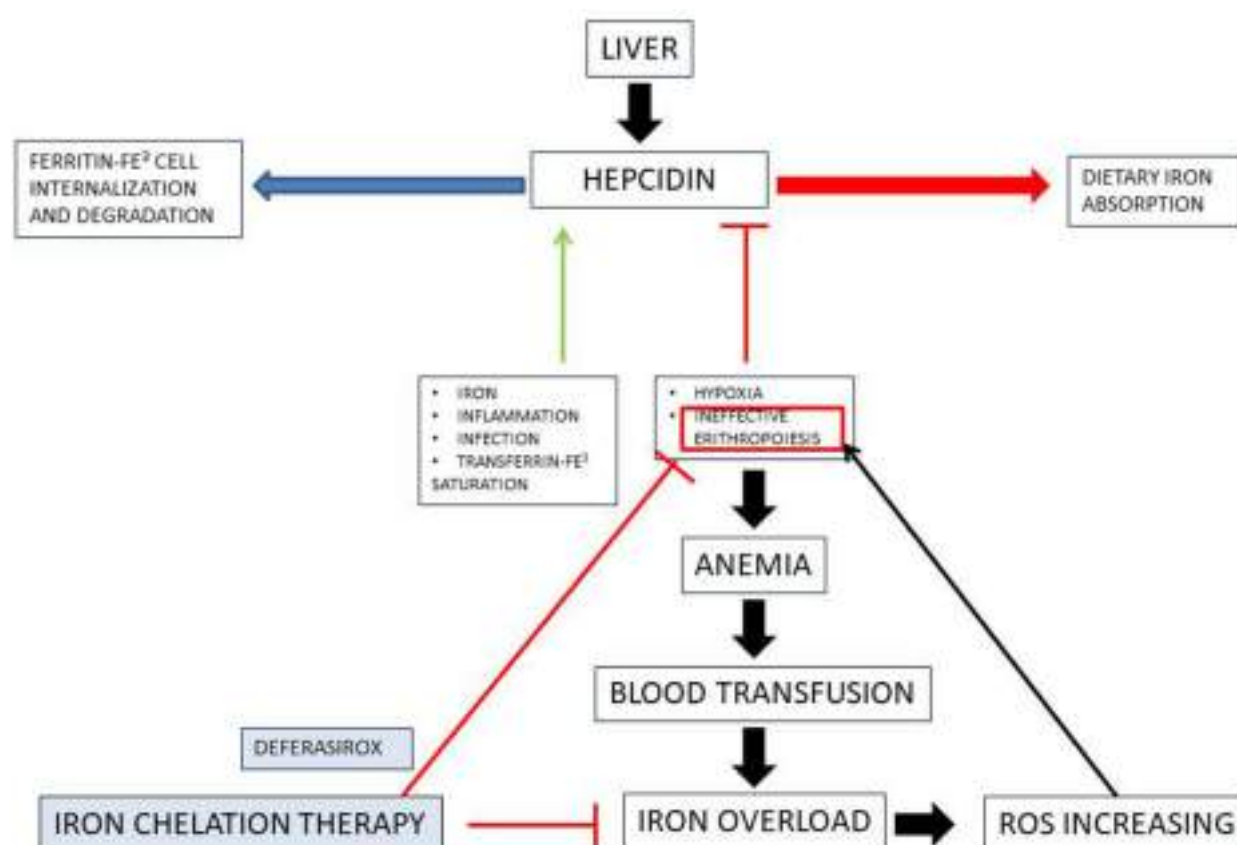 LIVER
FERRITIN-FE³ CELL
INTERNALIZATION
AND DEGRADATION
HEPCIDIN
DIETARY IRON
ABSORPTION
• IRON
• INFLAMMATION
• INFECTION
• TRANSFERRIN-FE³
SATURATION
• HYPOXIA
• INEFFECTIVE
ERITHROPOIESIS
ANEMIA
BLOOD TRANSFUSION
DEFERASIROX
IRON CHELATION THERAPY
IRON OVERLOAD
ROS INCREASING